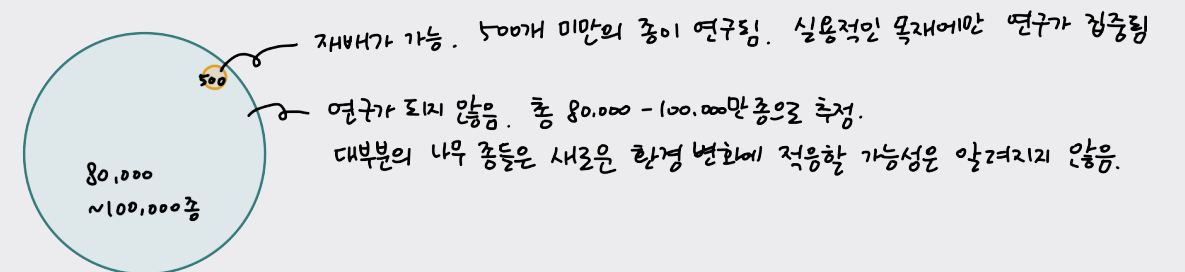 재배가 가능. 500개 미만의 종이 연구됨. 실용적인 목재에만 연구가 집중됨
500
연구가 되지 않음. 총 80,000 - 100,000만 종으로 추정.
대부분의 나무 종들은 새로운 환경 변화에 적응할 가능성은 알려지지 않음.
80,000
~100,000종